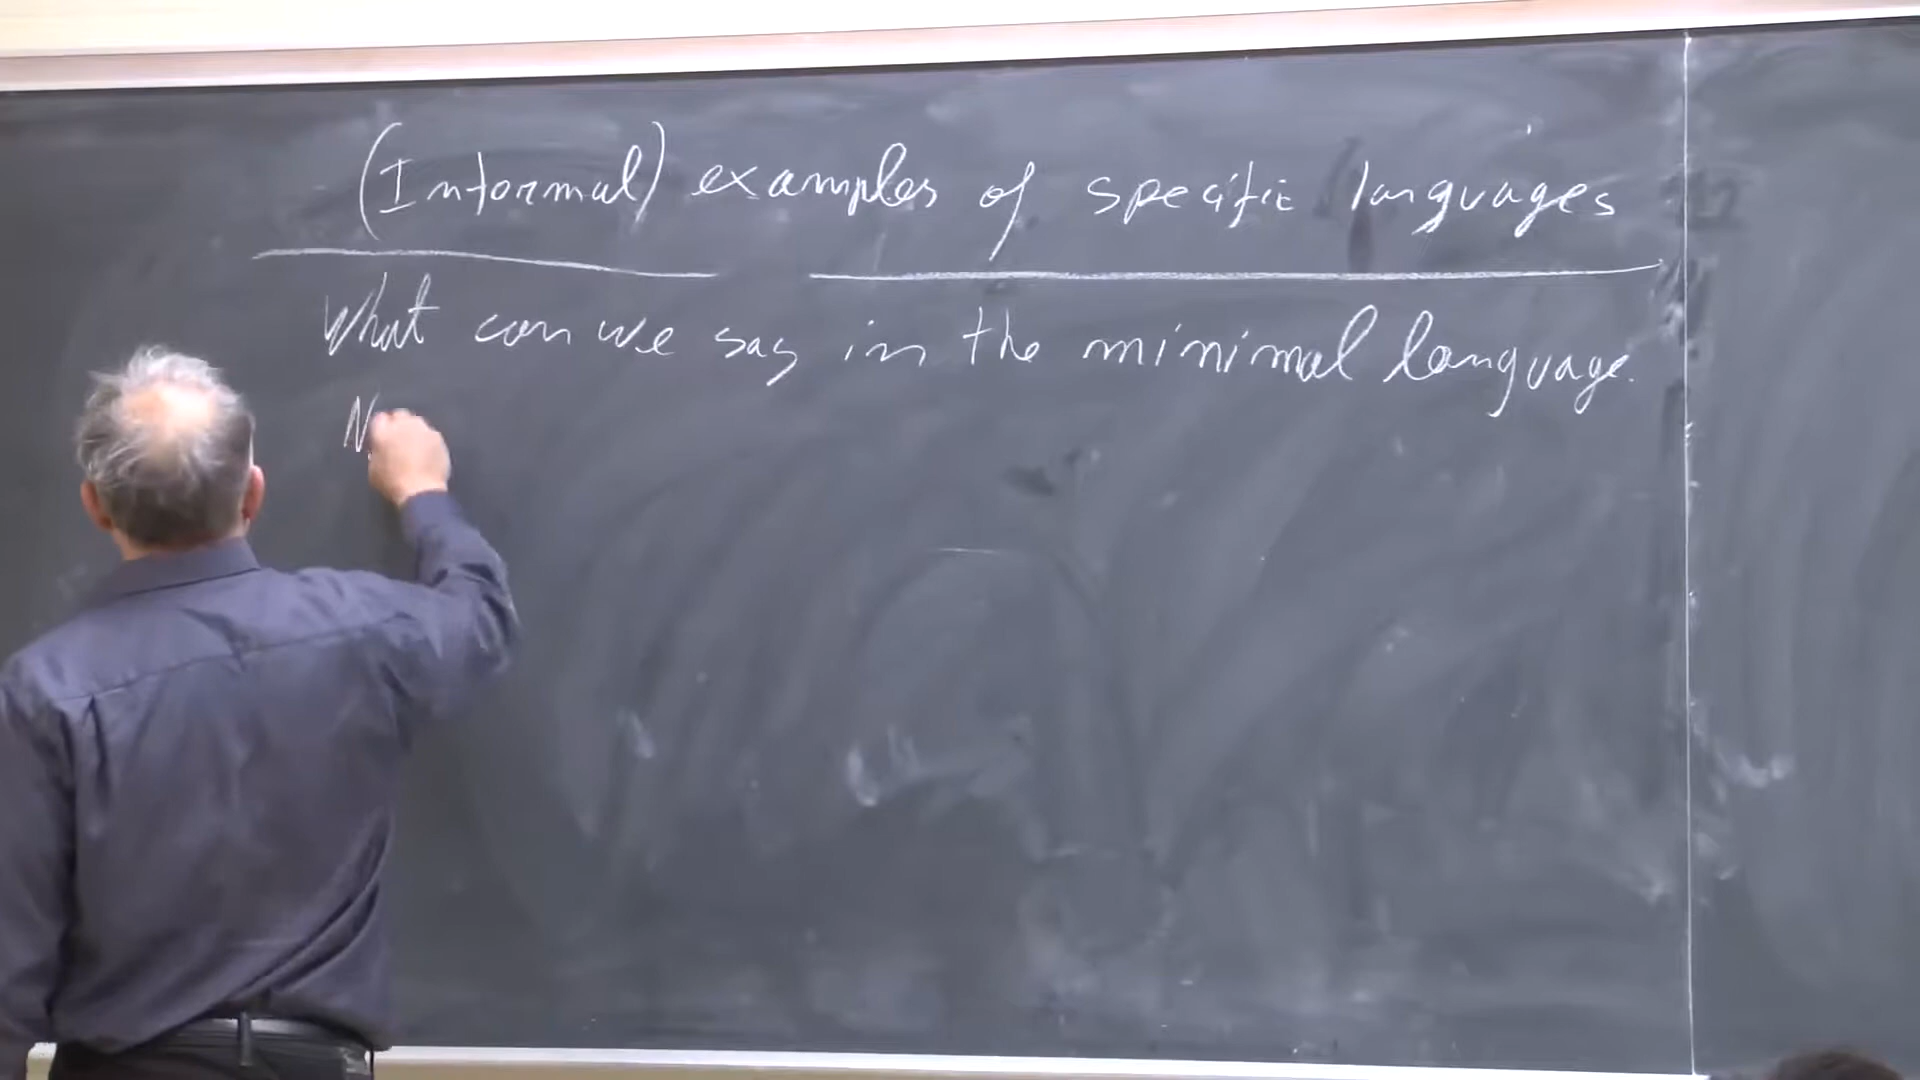 (Informal) examples of specific languages
What can we say in the minimal language.
N